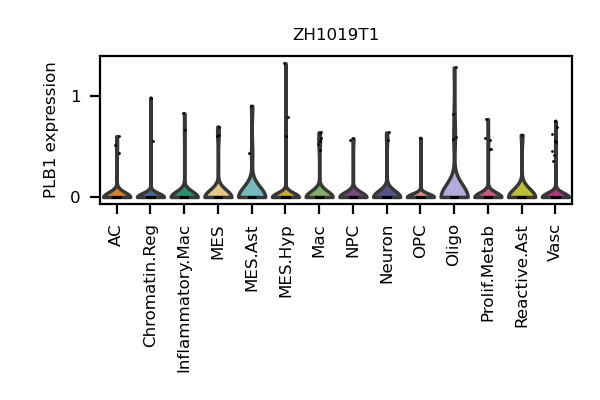 ZH1019T1
PLB1 expression
1
0
AC
Chromatin.Reg
Inflammatory.Mac
MES
MES.Ast
MES.Hyp
Mac
NPC
Neuron
OPC
Oligo
Prolif.Metab
Reactive.Ast
Vasc